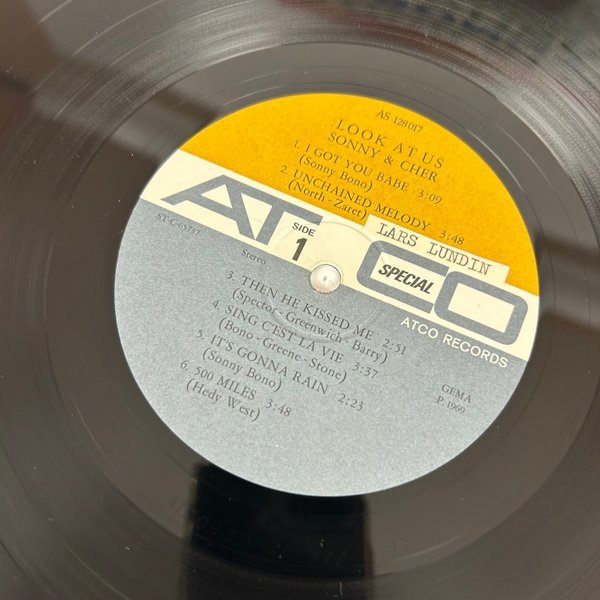 AS 128017
LOOK AT US
SONNY & CHER
1. I GOT YOU BABE 3:09
(Sonny Bono)
2. UNCHAINED MELODY 3:48
(North - Zaret)
LARS LUNDIN
ATCO
SIDE
1
SPECIAL
ATCO RECORDS
ST-C-03737
Stereo
3. THEN HE KISSED ME 2:51
(Spector - Greenwich - Barry)
4. SING C'EST LA VIE 3:37
(Bono - Greene - Stone)
5. IT'S GONNA RAIN 2:23
(Sonny Bono)
6. 500 MILES 3:48
(Hedy West)
GEMA
P. 1969